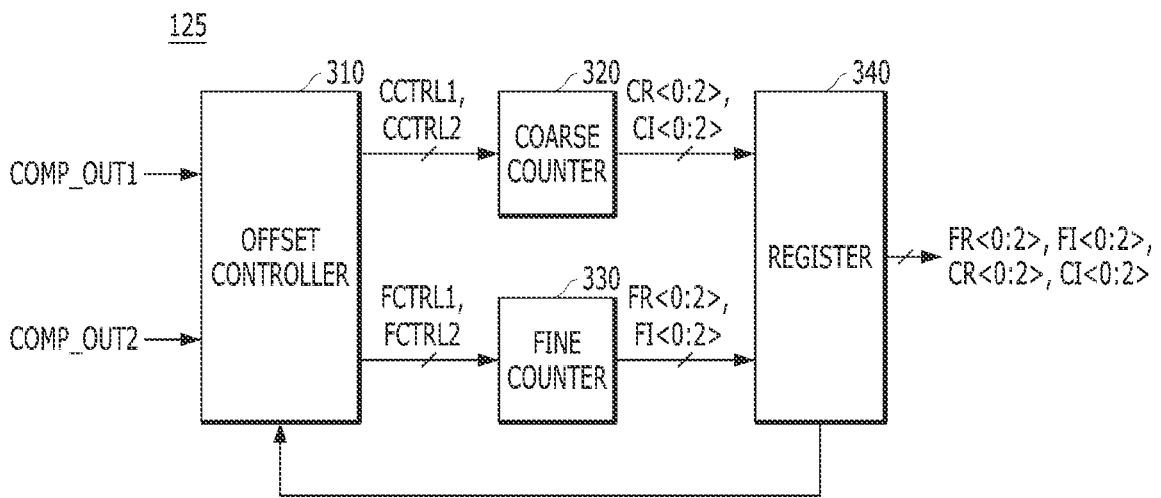 125
310
320
340
CCTRL1,
CCTRL2
COARSE
COUNTER
CR<0:2>,
CI<0:2>
COMP_OUT1
OFFSET
CONTROLLER
REGISTER
FR<0:2>, FI<0:2>,
CR<0:2>, CI<0:2>
330
FCTRL1,
FCTRL2
FINE
COUNTER
FR<0:2>,
FI<0:2>
COMP_OUT2